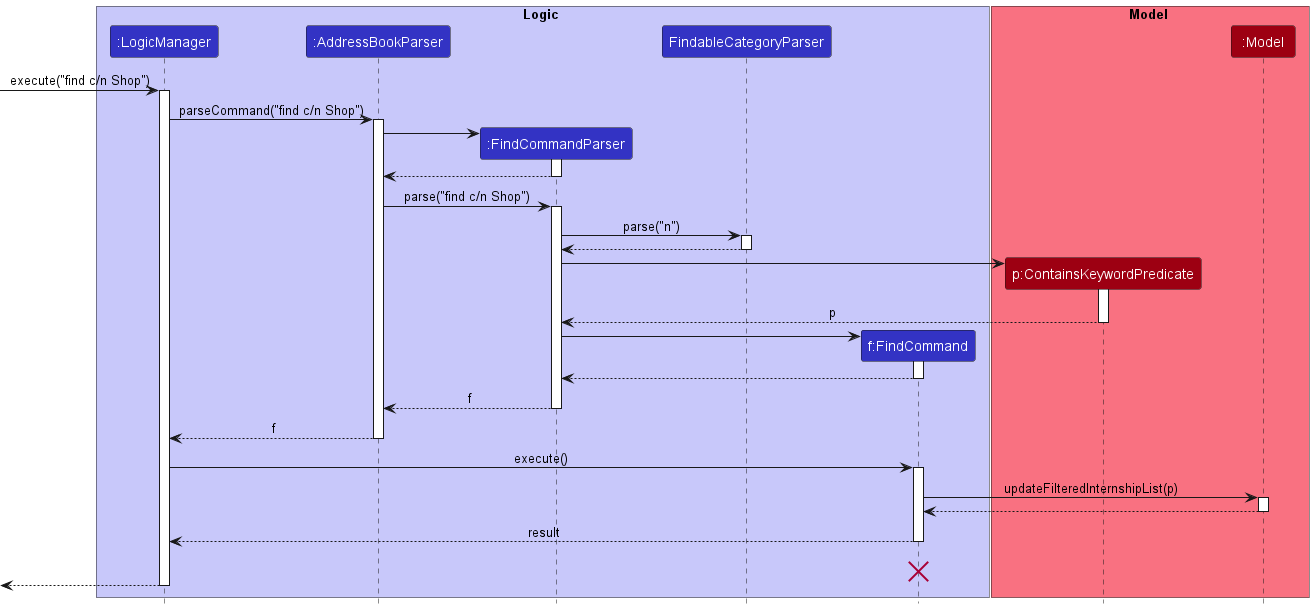 Logic
Model
:LogicManager
:AddressBookParser
FindableCategoryParser
:Model
execute("find c/n Shop")
parseCommand("find c/n Shop")
:FindCommandParser
parse("find c/n Shop")
parse("n")
p:ContainsKeywordPredicate
p
f:FindCommand
f
f
execute()
updateFilteredInternshipList(p)
result